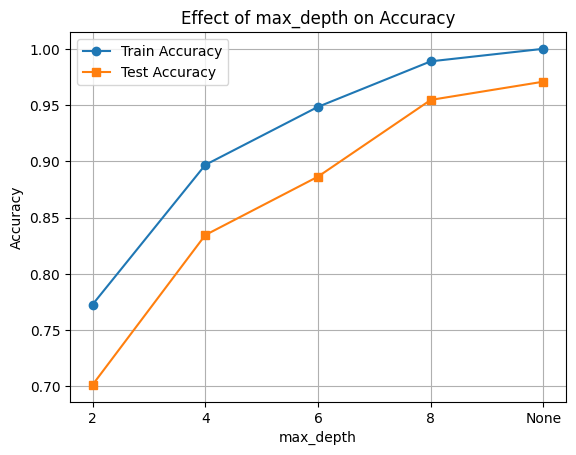 Effect of max_depth on Accuracy
Train Accuracy
Test Accuracy
1.00
0.95
0.90
0.85
0.80
0.75
0.70
Accuracy
2 4 6 8 None
max_depth